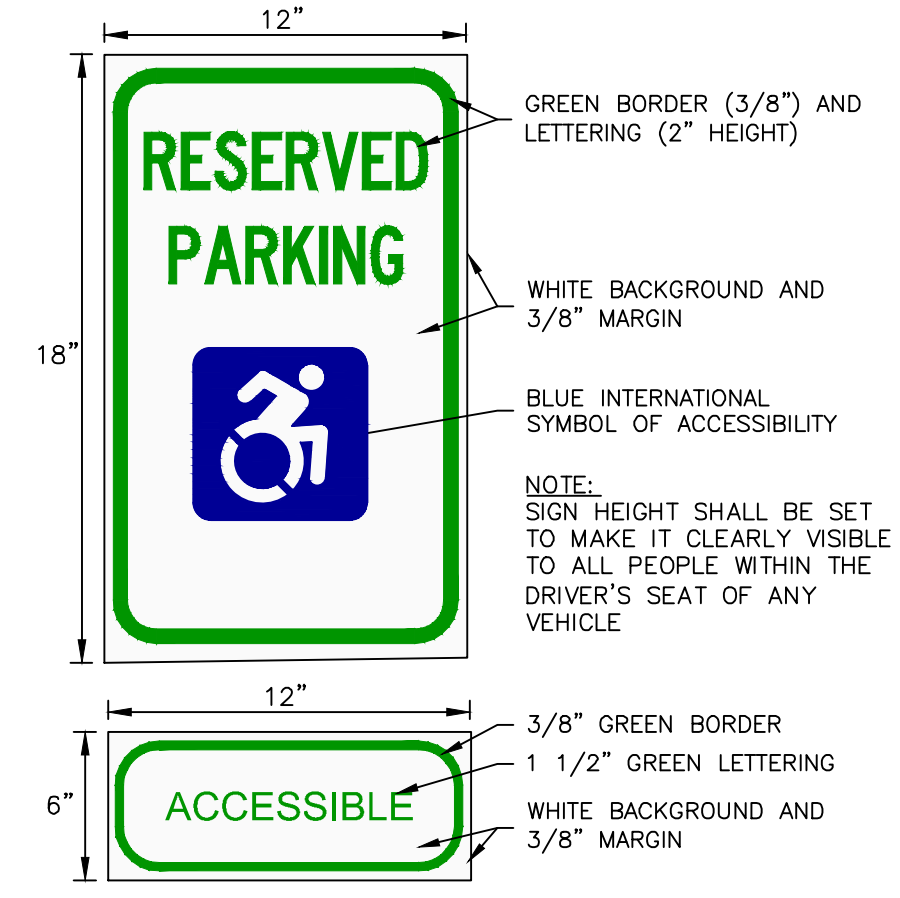 12”
GREEN BORDER (3/8”) AND
LETTERING (2” HEIGHT)
RESERVED
PARKING
WHITE BACKGROUND AND
3/8” MARGIN
18”
BLUE INTERNATIONAL
SYMBOL OF ACCESSIBILITY
NOTE:
SIGN HEIGHT SHALL BE SET
TO MAKE IT CLEARLY VISIBLE
TO ALL PEOPLE WITHIN THE
DRIVER’S SEAT OF ANY
VEHICLE
12”
3/8” GREEN BORDER
1 1/2” GREEN LETTERING
6”
ACCESSIBLE
WHITE BACKGROUND AND
3/8” MARGIN